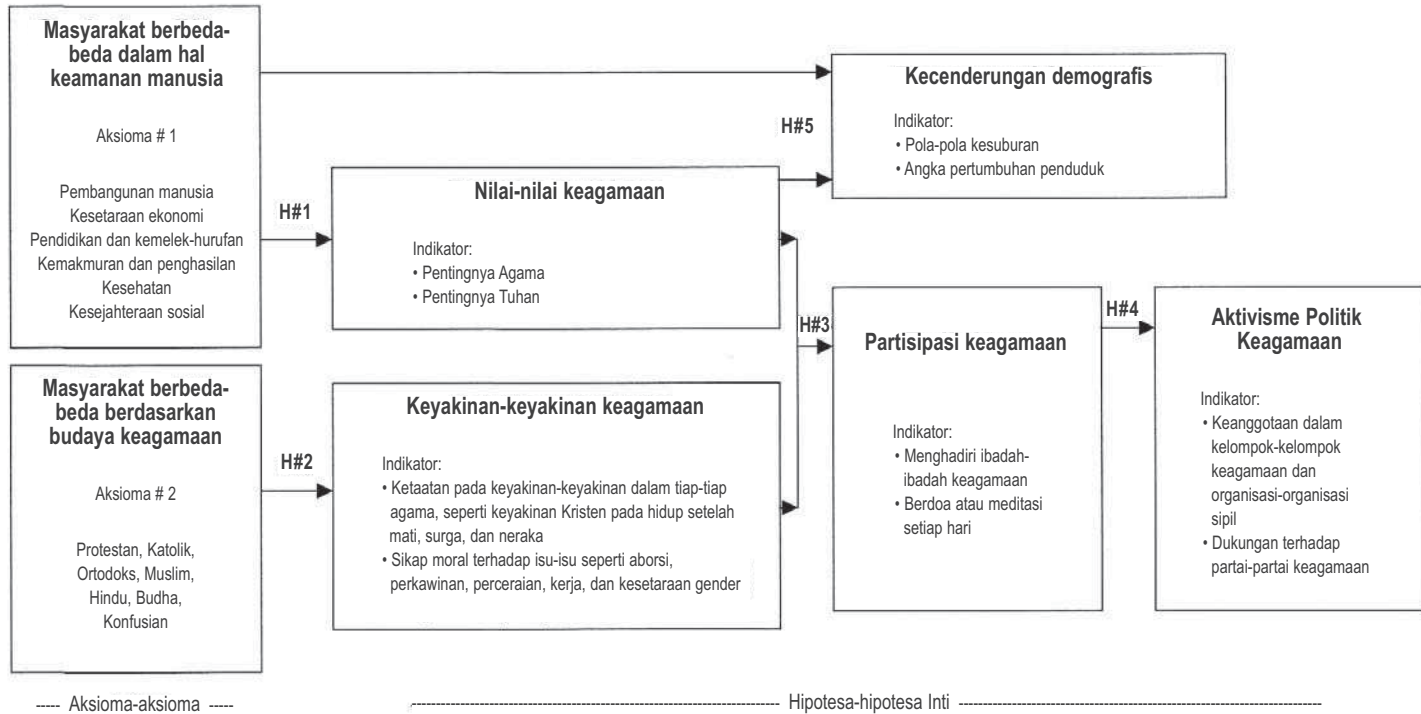 Masyarakat berbeda-
beda dalam hal
keamanan manusia
Aksioma # 1
Pembangunan manusia
Kesetaraan ekonomi
Pendidikan dan kemelek-hurufan
Kemakmuran dan penghasilan
Kesehatan
Kesejahteraan sosial
Masyarakat berbeda-
beda berdasarkan
budaya keagamaan
Aksioma # 2
Protestan, Katolik,
Ortodoks, Muslim,
Hindu, Budha,
Konfusian
H#1
H#2
Nilai-nilai keagamaan
Indikator:
• Pentingnya Agama
• Pentingnya Tuhan
Keyakinan-keyakinan keagamaan
Indikator:
• Ketaatan pada keyakinan-keyakinan dalam tiap-tiap
agama, seperti keyakinan Kristen pada hidup setelah
mati, surga, dan neraka
• Sikap moral terhadap isu-isu seperti aborsi,
perkawinan, perceraian, kerja, dan kesetaraan gender
H#5
Kecenderungan demografis
Indikator:
• Pola-pola kesuburan
• Angka pertumbuhan penduduk
H#3
Partisipasi keagamaan
Indikator:
• Menghadiri ibadah-
ibadah keagamaan
• Berdoa atau meditasi
setiap hari
H#4
Aktivisme Politik
Keagamaan
Indikator:
• Keanggotaan dalam
kelompok-kelompok
keagamaan dan
organisasi-organisasi
sipil
• Dukungan terhadap
partai-partai keagamaan
----- Aksioma-aksioma -----
Hipotesa-hipotesa Inti